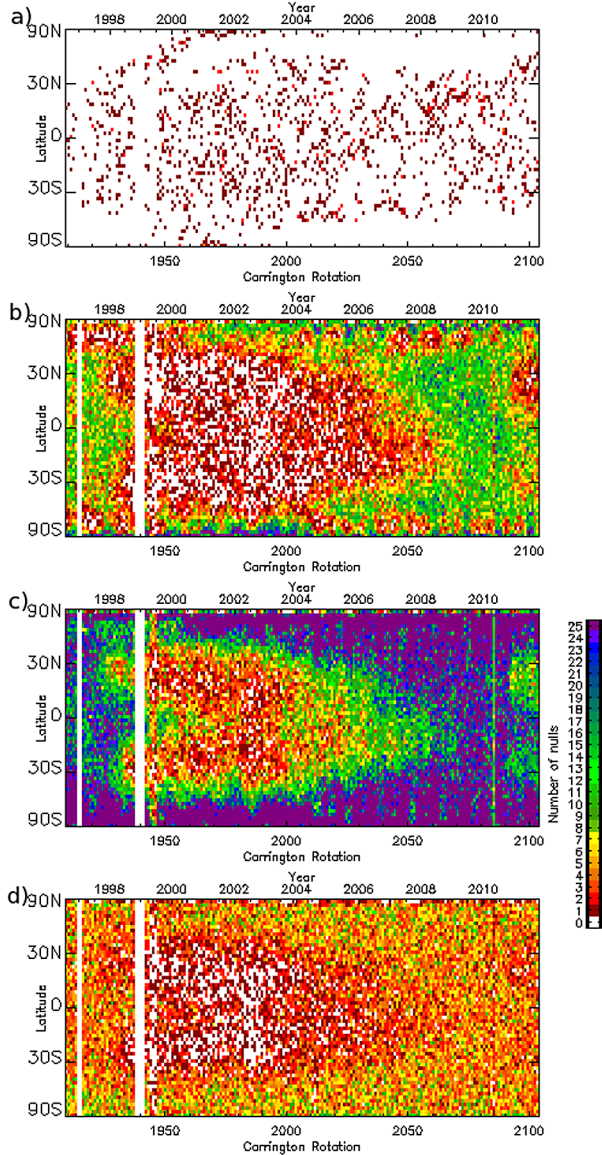 a)
Year
1998 2000 2002 2004 2006 2008 2010
90N
30N
0
30S
90S
Latitude
1950 2000 2050 2100
Carrington Rotation
b)
Year
1998 2000 2002 2004 2006 2008 2010
90N
30N
0
30S
90S
Latitude
1950 2000 2050 2100
Carrington Rotation
c)
Year
1998 2000 2002 2004 2006 2008 2010
90N
30N
0
30S
90S
Latitude
1950 2000 2050 2100
Carrington Rotation
25
24
23
22
21
20
19
18
17
16
15
14
13
12
11
10
9
8
7
6
5
4
3
2
1
0
Number of nulls
d)
Year
1998 2000 2002 2004 2006 2008 2010
90N
30N
0
30S
90S
Latitude
1950 2000 2050 2100
Carrington Rotation